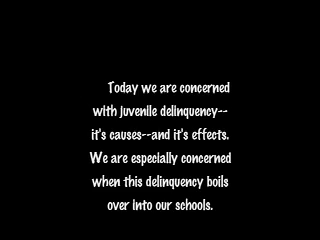 Today we are concerned
with juvenile delinquency--
it's causes--and it's effects.
We are especially concerned
when this delinquency boils
over into our schools.